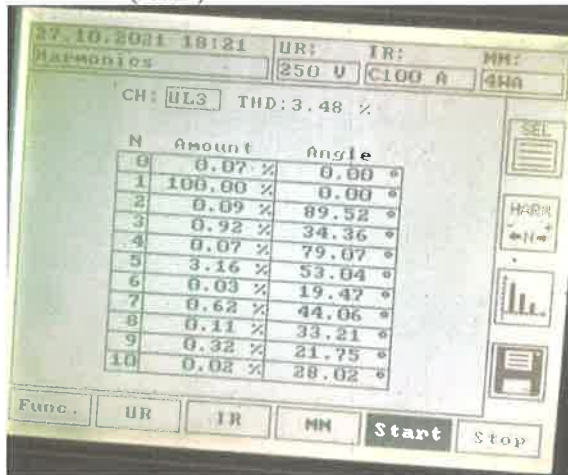 27.10.2021 18:21 UR: IR: MM:
Harmonics 250 V C100 A 4WA
CH: UL3 THD:3.48 %
SEL
N Amount Angle
0 0.07 % 0.00 °
1 100.00 % 0.00 °
2 0.09 % 89.52 °
3 0.92 % 34.36 °
4 0.07 % 79.07 °
5 3.16 % 53.04 °
6 0.03 % 19.47 °
7 0.62 % 44.06 °
8 0.11 % 33.21 °
9 0.32 % 21.75 °
10 0.02 % 28.02 °
HARM
←N→
Func. UR IR MM Start Stop